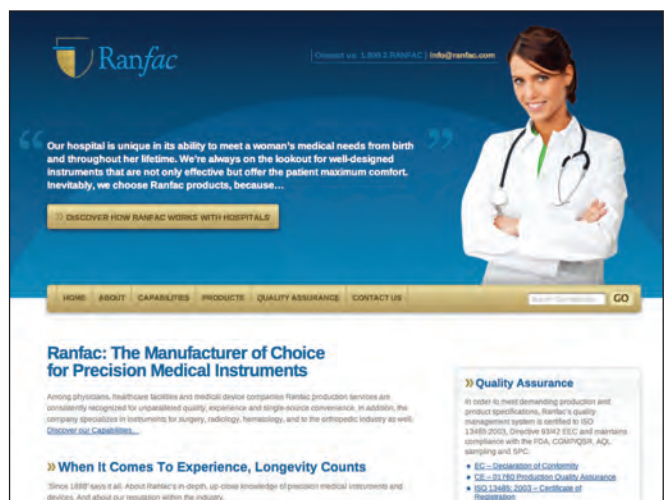 Ranfac
Contact us: 1.800.2.RANFAC | info@ranfac.com
“ Our hospital is unique in its ability to meet a woman's medical needs from birth ”
and throughout her lifetime. We're always on the lookout for well-designed
instruments that are not only effective but offer the patient maximum comfort.
Inevitably, we choose Ranfac products, because…
» DISCOVER HOW RANFAC WORKS WITH HOSPITALS
HOME ABOUT CAPABILITIES PRODUCTS QUALITY ASSURANCE CONTACT US GO
Ranfac: The Manufacturer of Choice
for Precision Medical Instruments
Among physicians, healthcare facilities and medical device companies Ranfac production services are
consistently recognized for unparalleled quality, experience and single-source convenience. In addition, the
company specializes in instruments for surgery, radiology, hematology, and to the orthopedic industry as well.
Discover our Capabilities…
» When It Comes To Experience, Longevity Counts
'Since 1888' says it all. About Ranfac's in-depth, up-close knowledge of precision medical instruments and
devices. And about our reputation within the industry.
» Quality Assurance
In order to meet demanding production and
product specifications, Ranfac's quality
management system is certified to ISO
13485:2003, Directive 93/42 EEC and maintains
compliance with the FDA, COMP/QSR, AQL
sampling and SPC.
EC – Declaration of Conformity
CE – 01760 Production Quality Assurance
ISO 13485: 2003 – Certificate of
Registration